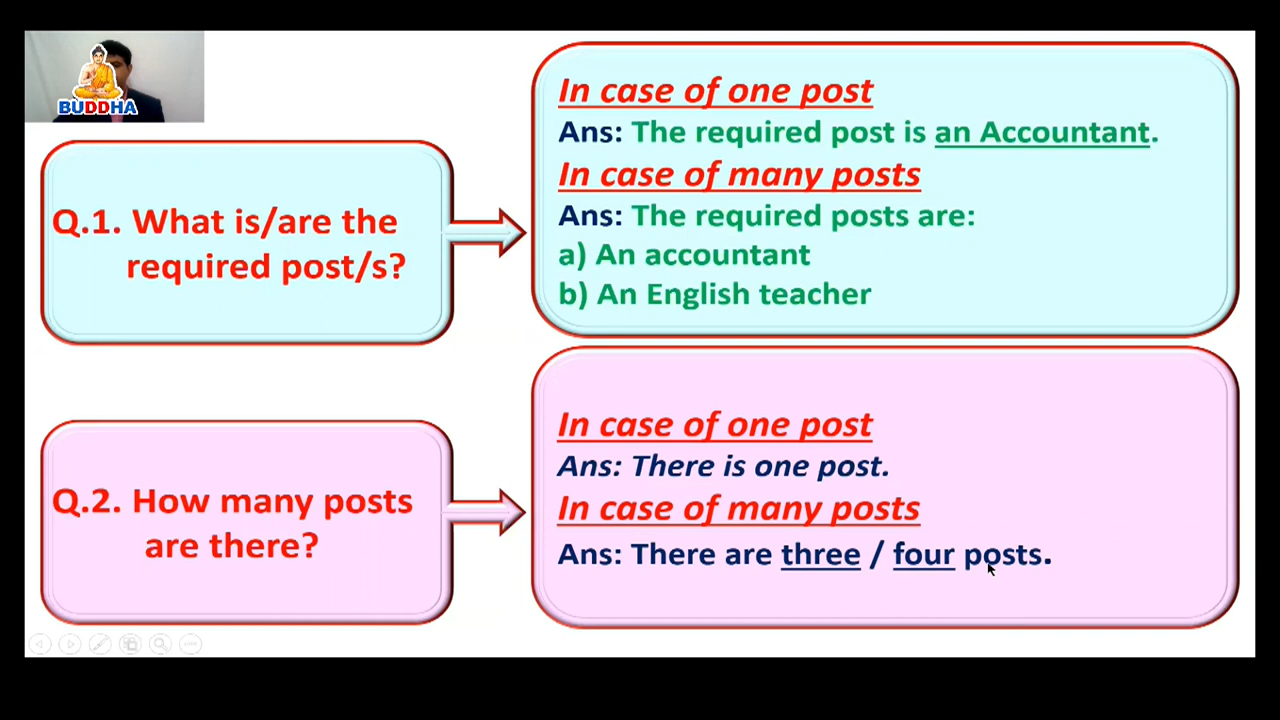 BUDDHA
Q.1. What is/are the
required post/s?
In case of one post
Ans: The required post is an Accountant.
In case of many posts
Ans: The required posts are:
a) An accountant
b) An English teacher
Q.2. How many posts
are there?
In case of one post
Ans: There is one post.
In case of many posts
Ans: There are three / four posts.